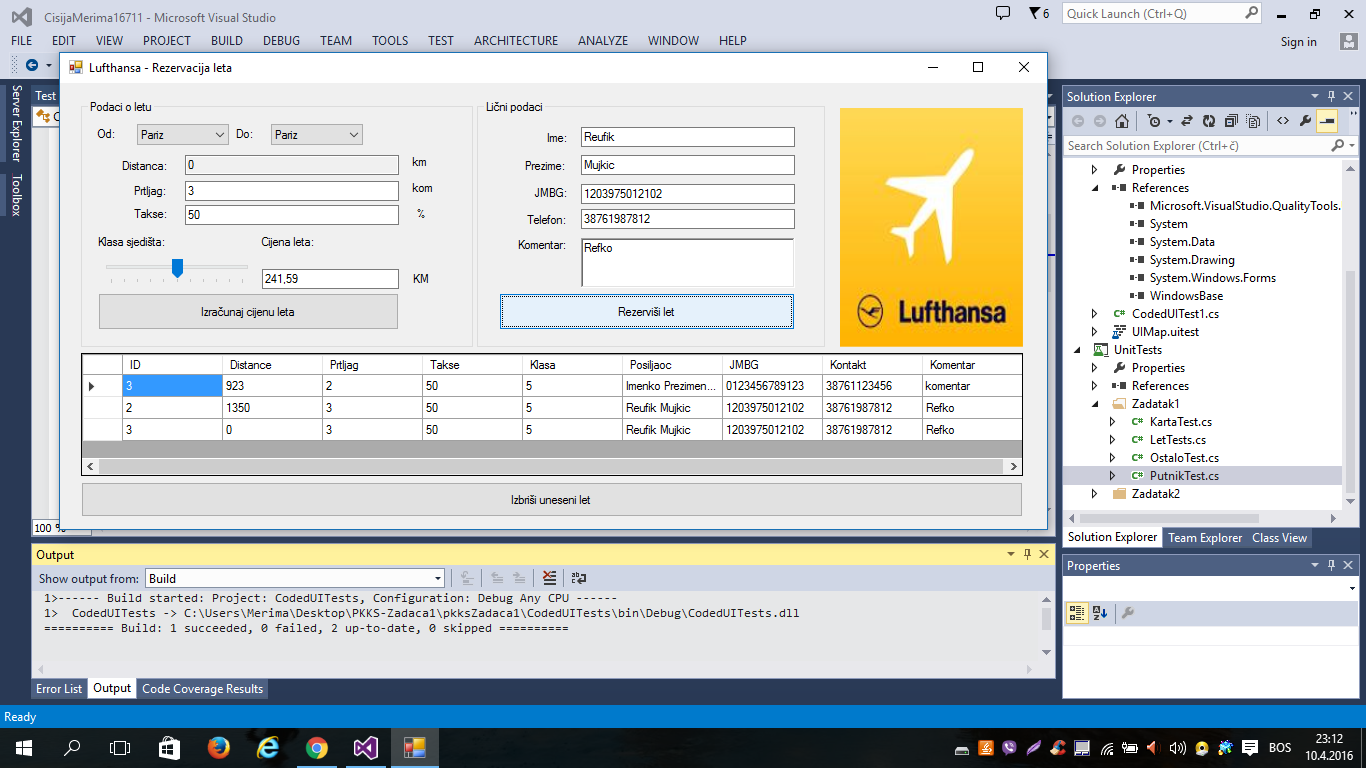 CisijaMerima16711 - Microsoft Visual Studio
6
Quick Launch (Ctrl+Q)
FILE EDIT VIEW PROJECT BUILD DEBUG TEAM TOOLS TEST ARCHITECTURE ANALYZE WINDOW HELP
Sign in
Server Explorer
Toolbox
Test
Lufthansa - Rezervacija leta
Podaci o letu
Od: Pariz Do: Pariz
Distanca: 0 km
Prtljag: 3 kom
Takse: 50 %
Klasa sjedišta: Cijena leta:
241,59 KM
Izračunaj cijenu leta
Lični podaci
Ime: Reufik
Prezime: Mujkic
JMBG: 1203975012102
Telefon: 38761987812
Komentar: Refko
Rezerviši let
Lufthansa
ID Distance Prtljag Takse Klasa Posiljaoc JMBG Kontakt Komentar
3 923 2 50 5 Imenko Prezimen... 0123456789123 38761123456 komentar
2 1350 3 50 5 Reufik Mujkic 1203975012102 38761987812 Refko
3 0 3 50 5 Reufik Mujkic 1203975012102 38761987812 Refko
Izbriši uneseni let
100 %
Solution Explorer
Search Solution Explorer (Ctrl+č)
Properties
References
Microsoft.VisualStudio.QualityTools.
System
System.Data
System.Drawing
System.Windows.Forms
WindowsBase
C# CodedUITest1.cs
UIMap.uitest
UnitTests
Properties
References
Zadatak1
C# KartaTest.cs
C# LetTests.cs
C# OstaloTest.cs
C# PutnikTest.cs
Zadatak2
Solution Explorer Team Explorer Class View
Properties
Output
Show output from: Build
1>------ Build started: Project: CodedUITests, Configuration: Debug Any CPU ------
1> CodedUITests -> C:\Users\Merima\Desktop\PKKS-Zadaca1\pkksZadaca1\CodedUITests\bin\Debug\CodedUITests.dll
========== Build: 1 succeeded, 0 failed, 2 up-to-date, 0 skipped ==========
Error List Output Code Coverage Results
Ready
BOS
23:12
10.4.2016